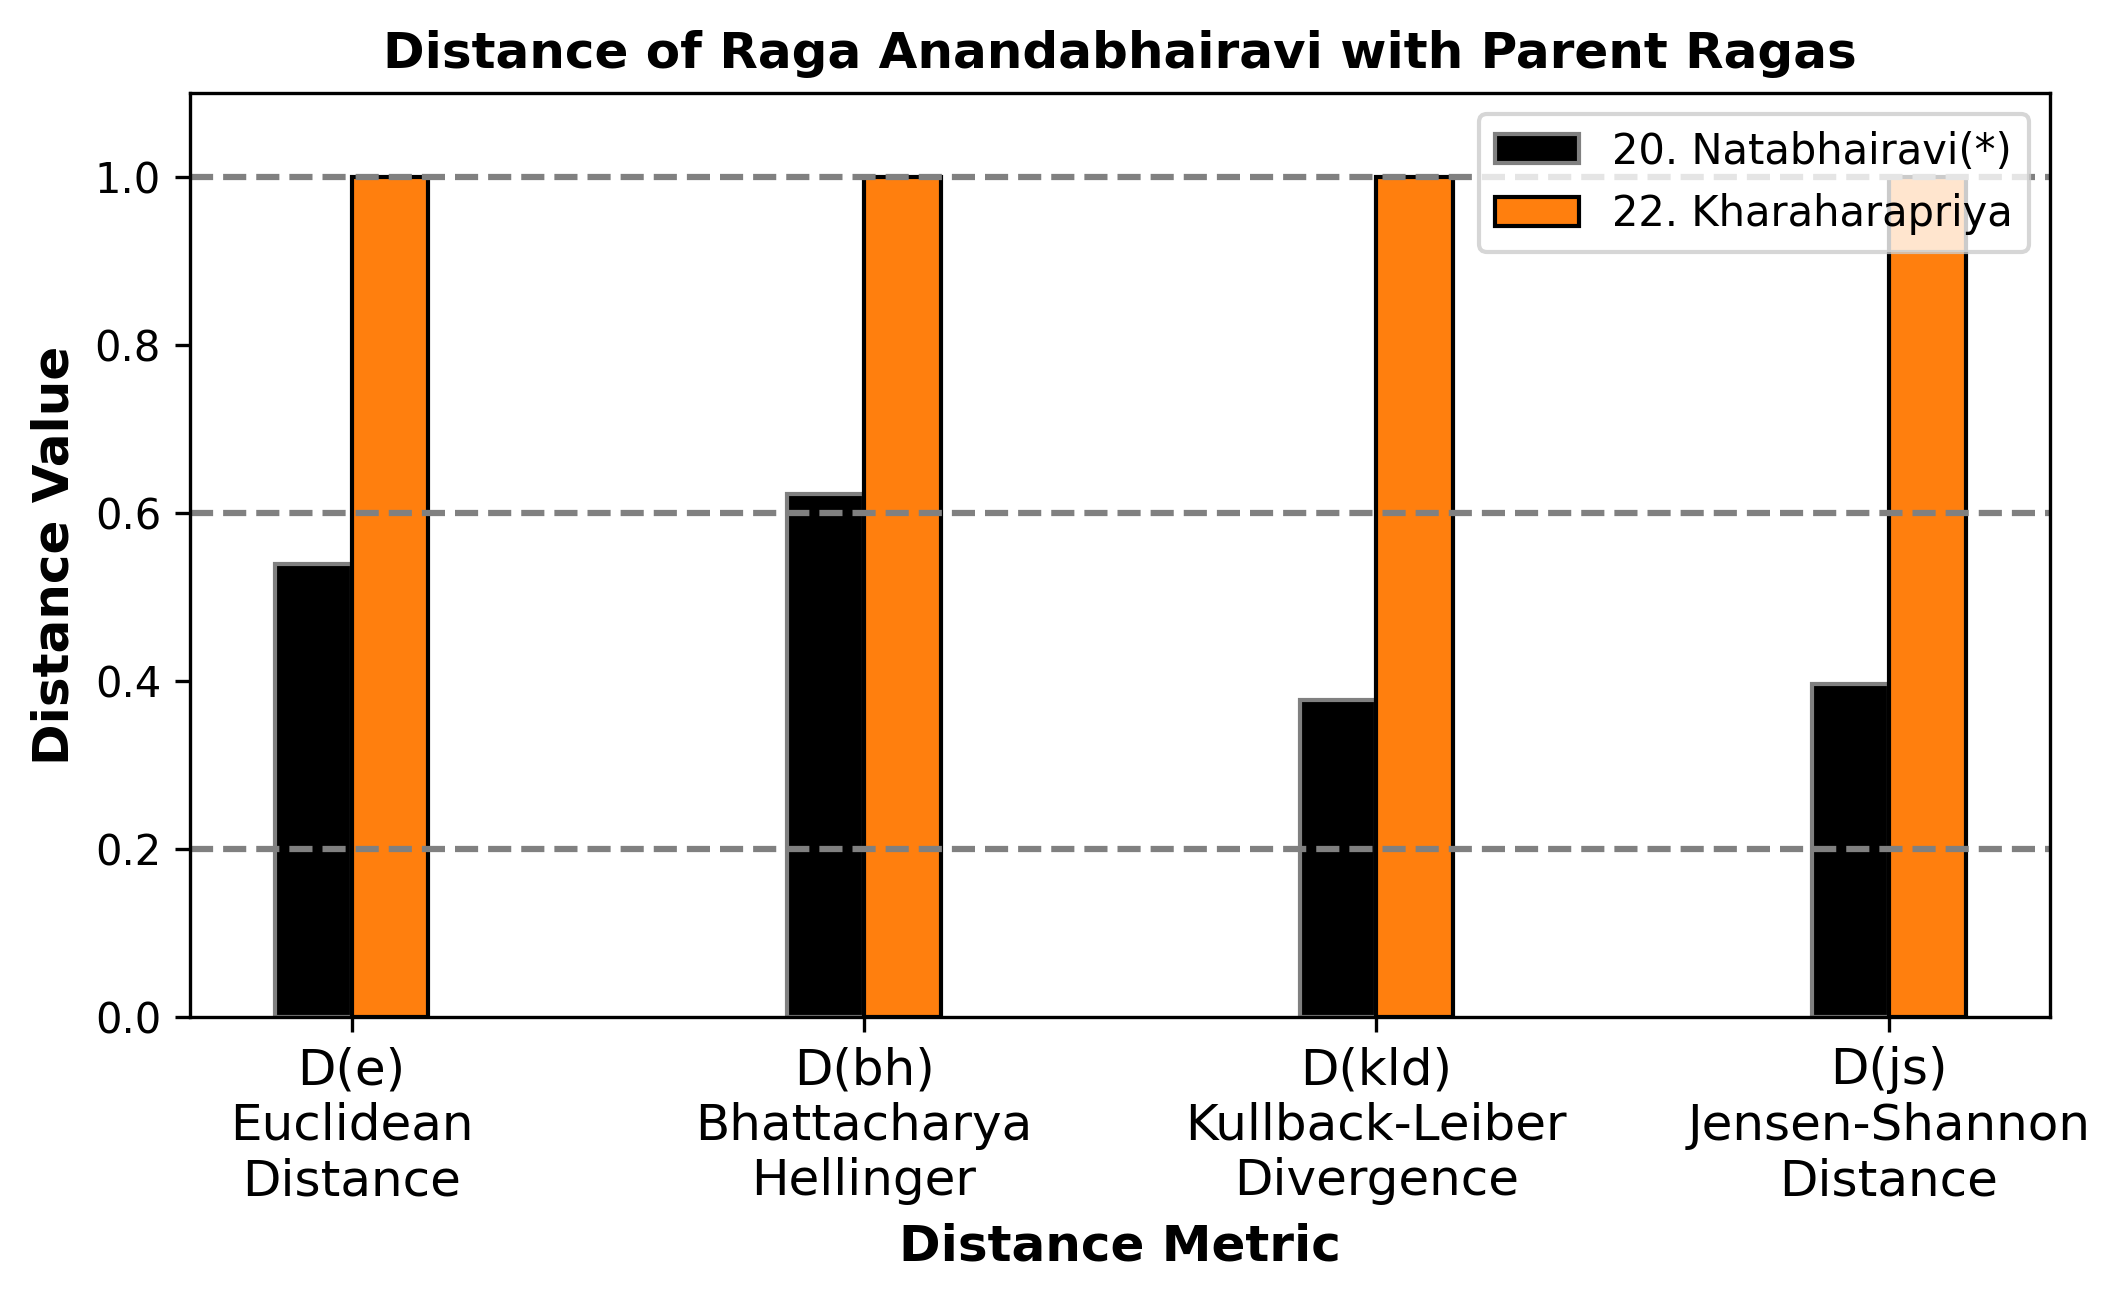 Distance of Raga Anandabhairavi with Parent Ragas
20. Natabhairavi(*)
22. Kharaharapriya
Distance Value
1.0
0.8
0.6
0.4
0.2
0.0
D(e)
Euclidean
Distance
D(bh)
Bhattacharya
Hellinger
D(kld)
Kullback-Leiber
Divergence
D(js)
Jensen-Shannon
Distance
Distance Metric